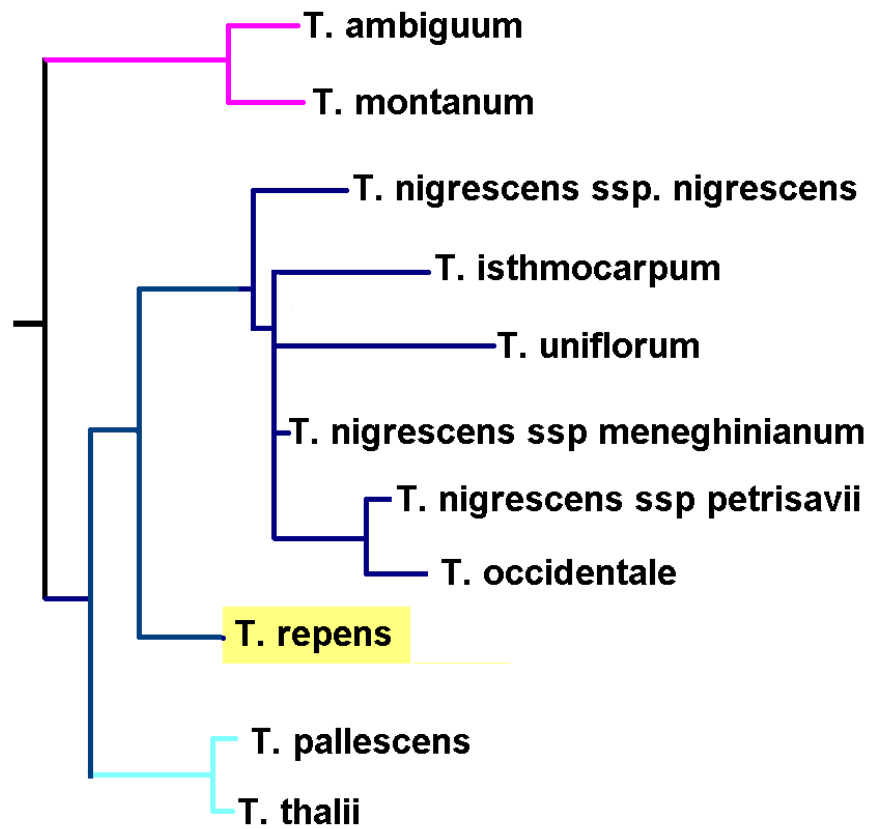 T. ambiguum
T. montanum
T. nigrescens ssp. nigrescens
T. isthmocarpum
T. uniflorum
T. nigrescens ssp meneghinianum
T. nigrescens ssp petrisavii
T. occidentale
T. repens
T. pallescens
T. thalii